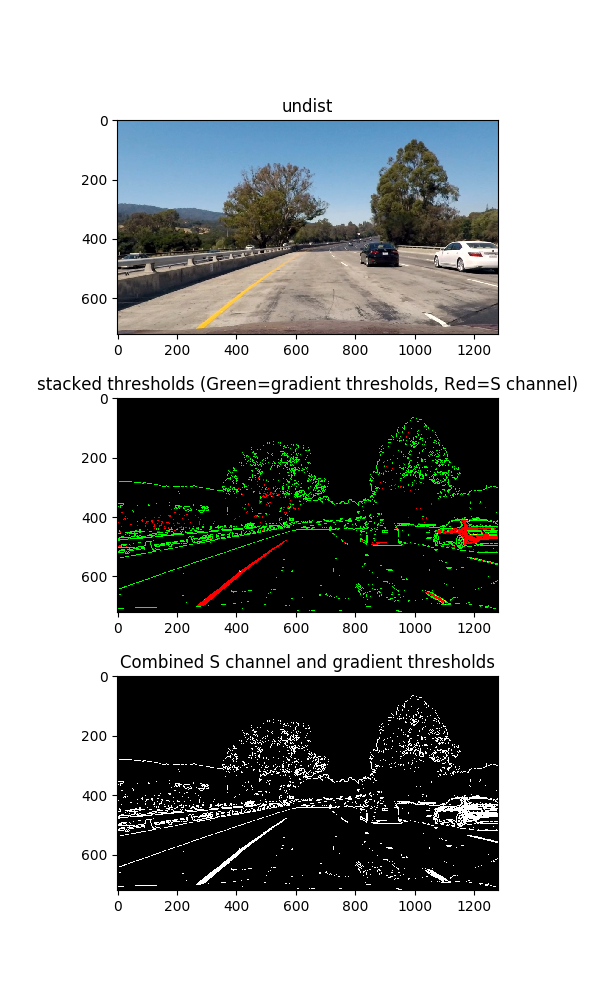 undist
0
200
400
600
0 200 400 600 800 1000 1200
stacked thresholds (Green=gradient thresholds, Red=S channel)
0
200
400
600
0 200 400 600 800 1000 1200
Combined S channel and gradient thresholds
0
200
400
600
0 200 400 600 800 1000 1200